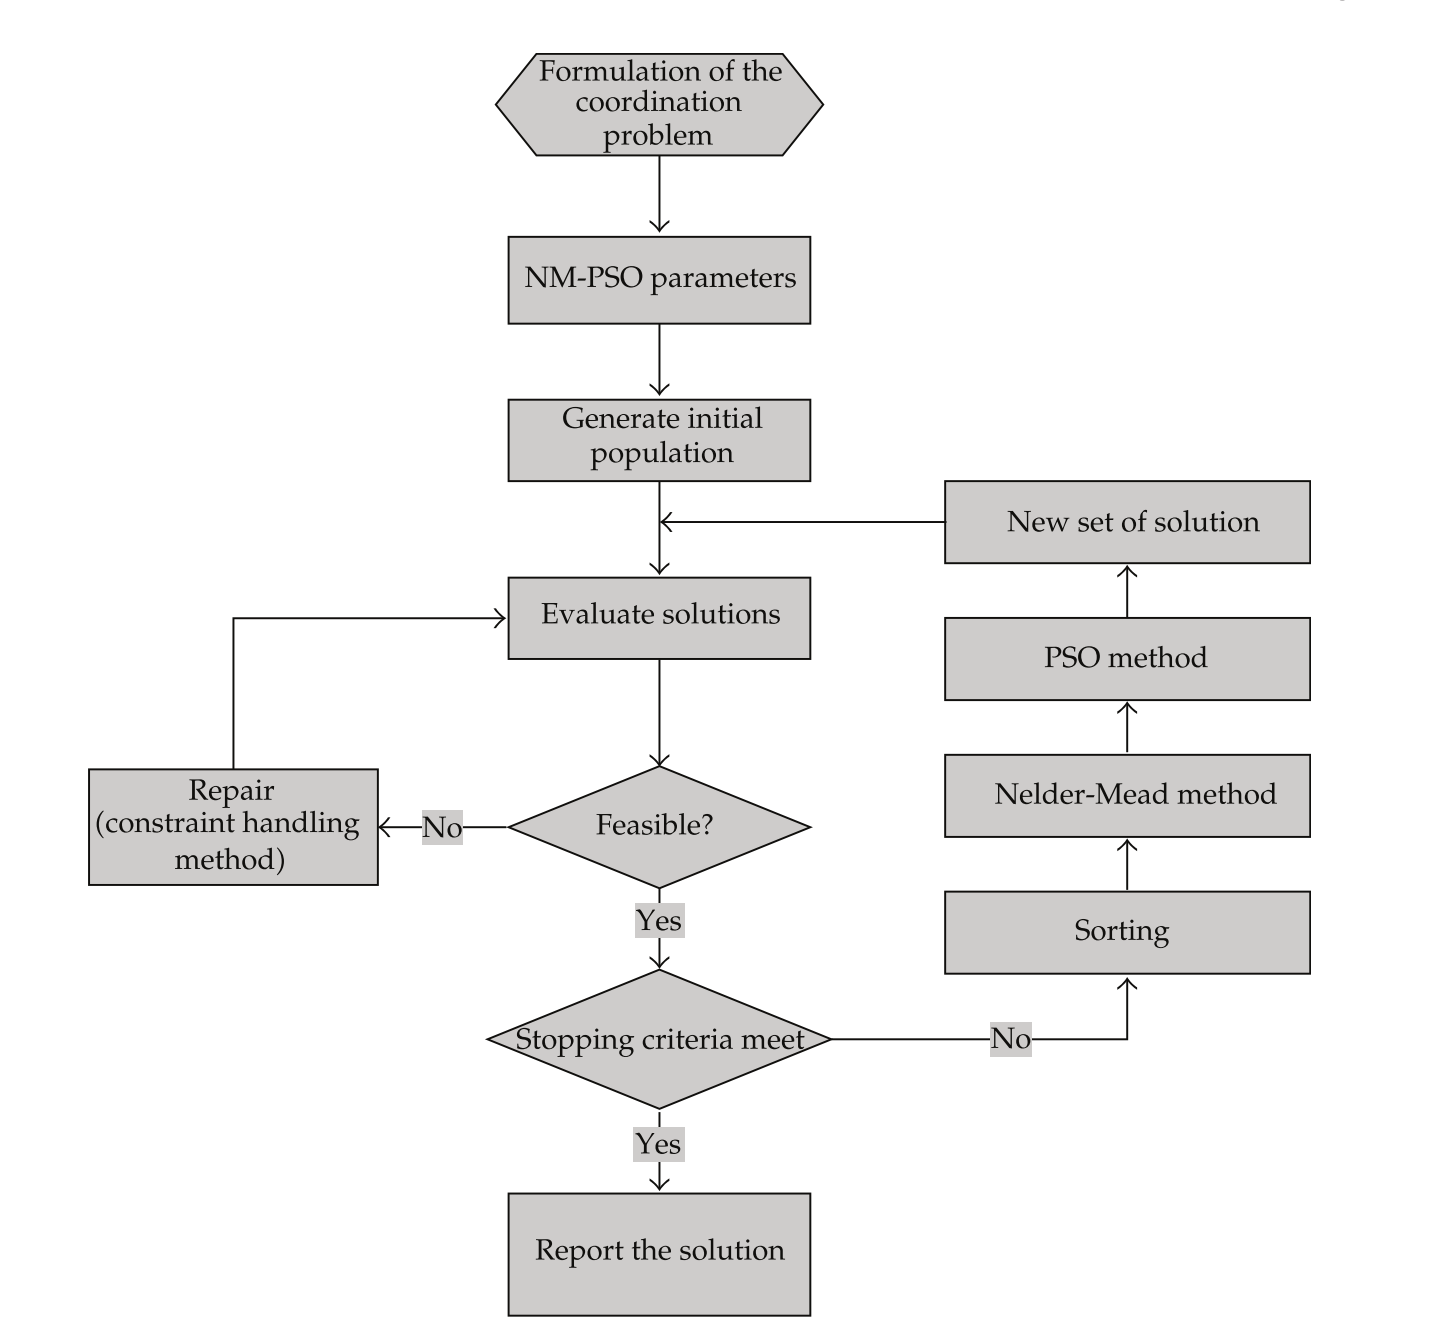 Formulation of the
coordination
problem
NM-PSO parameters
Generate initial
population
New set of solution
Evaluate solutions
PSO method
Repair
(constraint handling
method)
No
Feasible?
Nelder-Mead method
Yes
Sorting
Stopping criteria meet
No
Yes
Report the solution